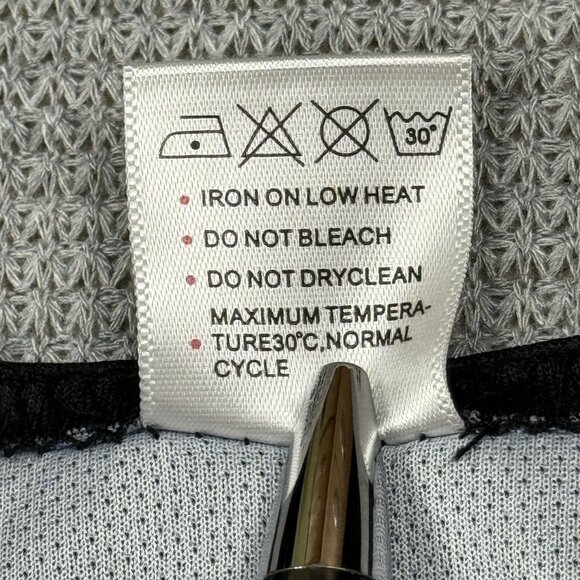 30°
• IRON ON LOW HEAT
• DO NOT BLEACH
• DO NOT DRYCLEAN
MAXIMUM TEMPERA-
• TURE30°C,NORMAL
CYCLE